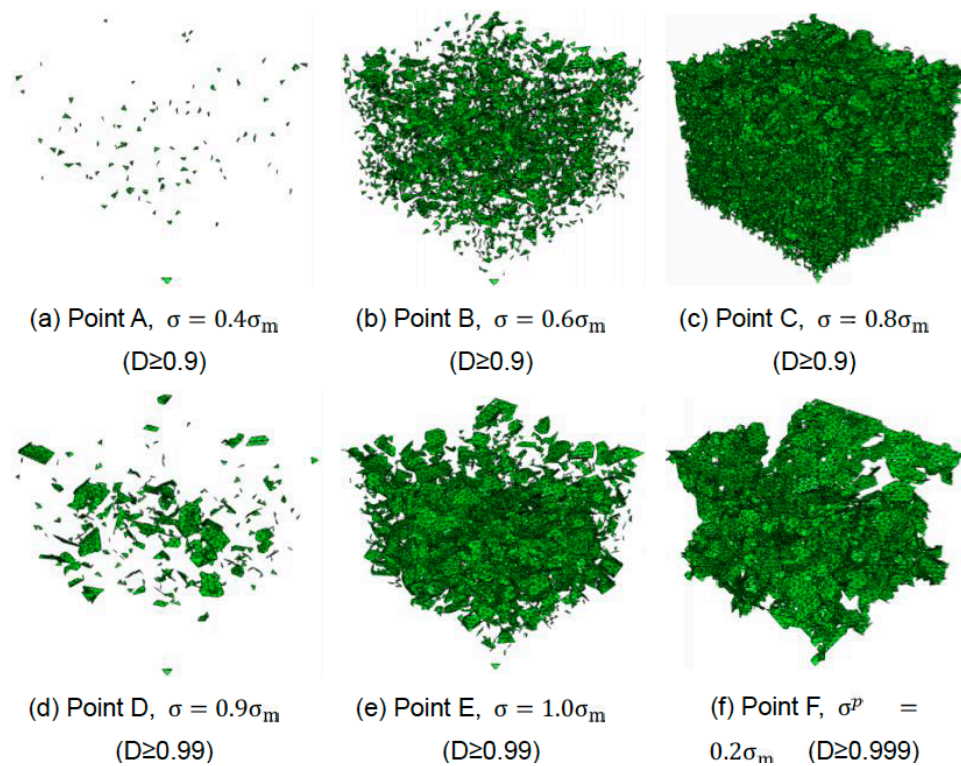 (a) Point A, σ = 0.4σₘ
(b) Point B, σ = 0.6σₘ
(c) Point C, σ = 0.8σₘ
(D≥0.9)
(D≥0.9)
(D≥0.9)
(d) Point D, σ = 0.9σₘ
(e) Point E, σ = 1.0σₘ
(f) Point F, σᵖ =
(D≥0.99)
(D≥0.99)
0.2σₘ (D≥0.999)